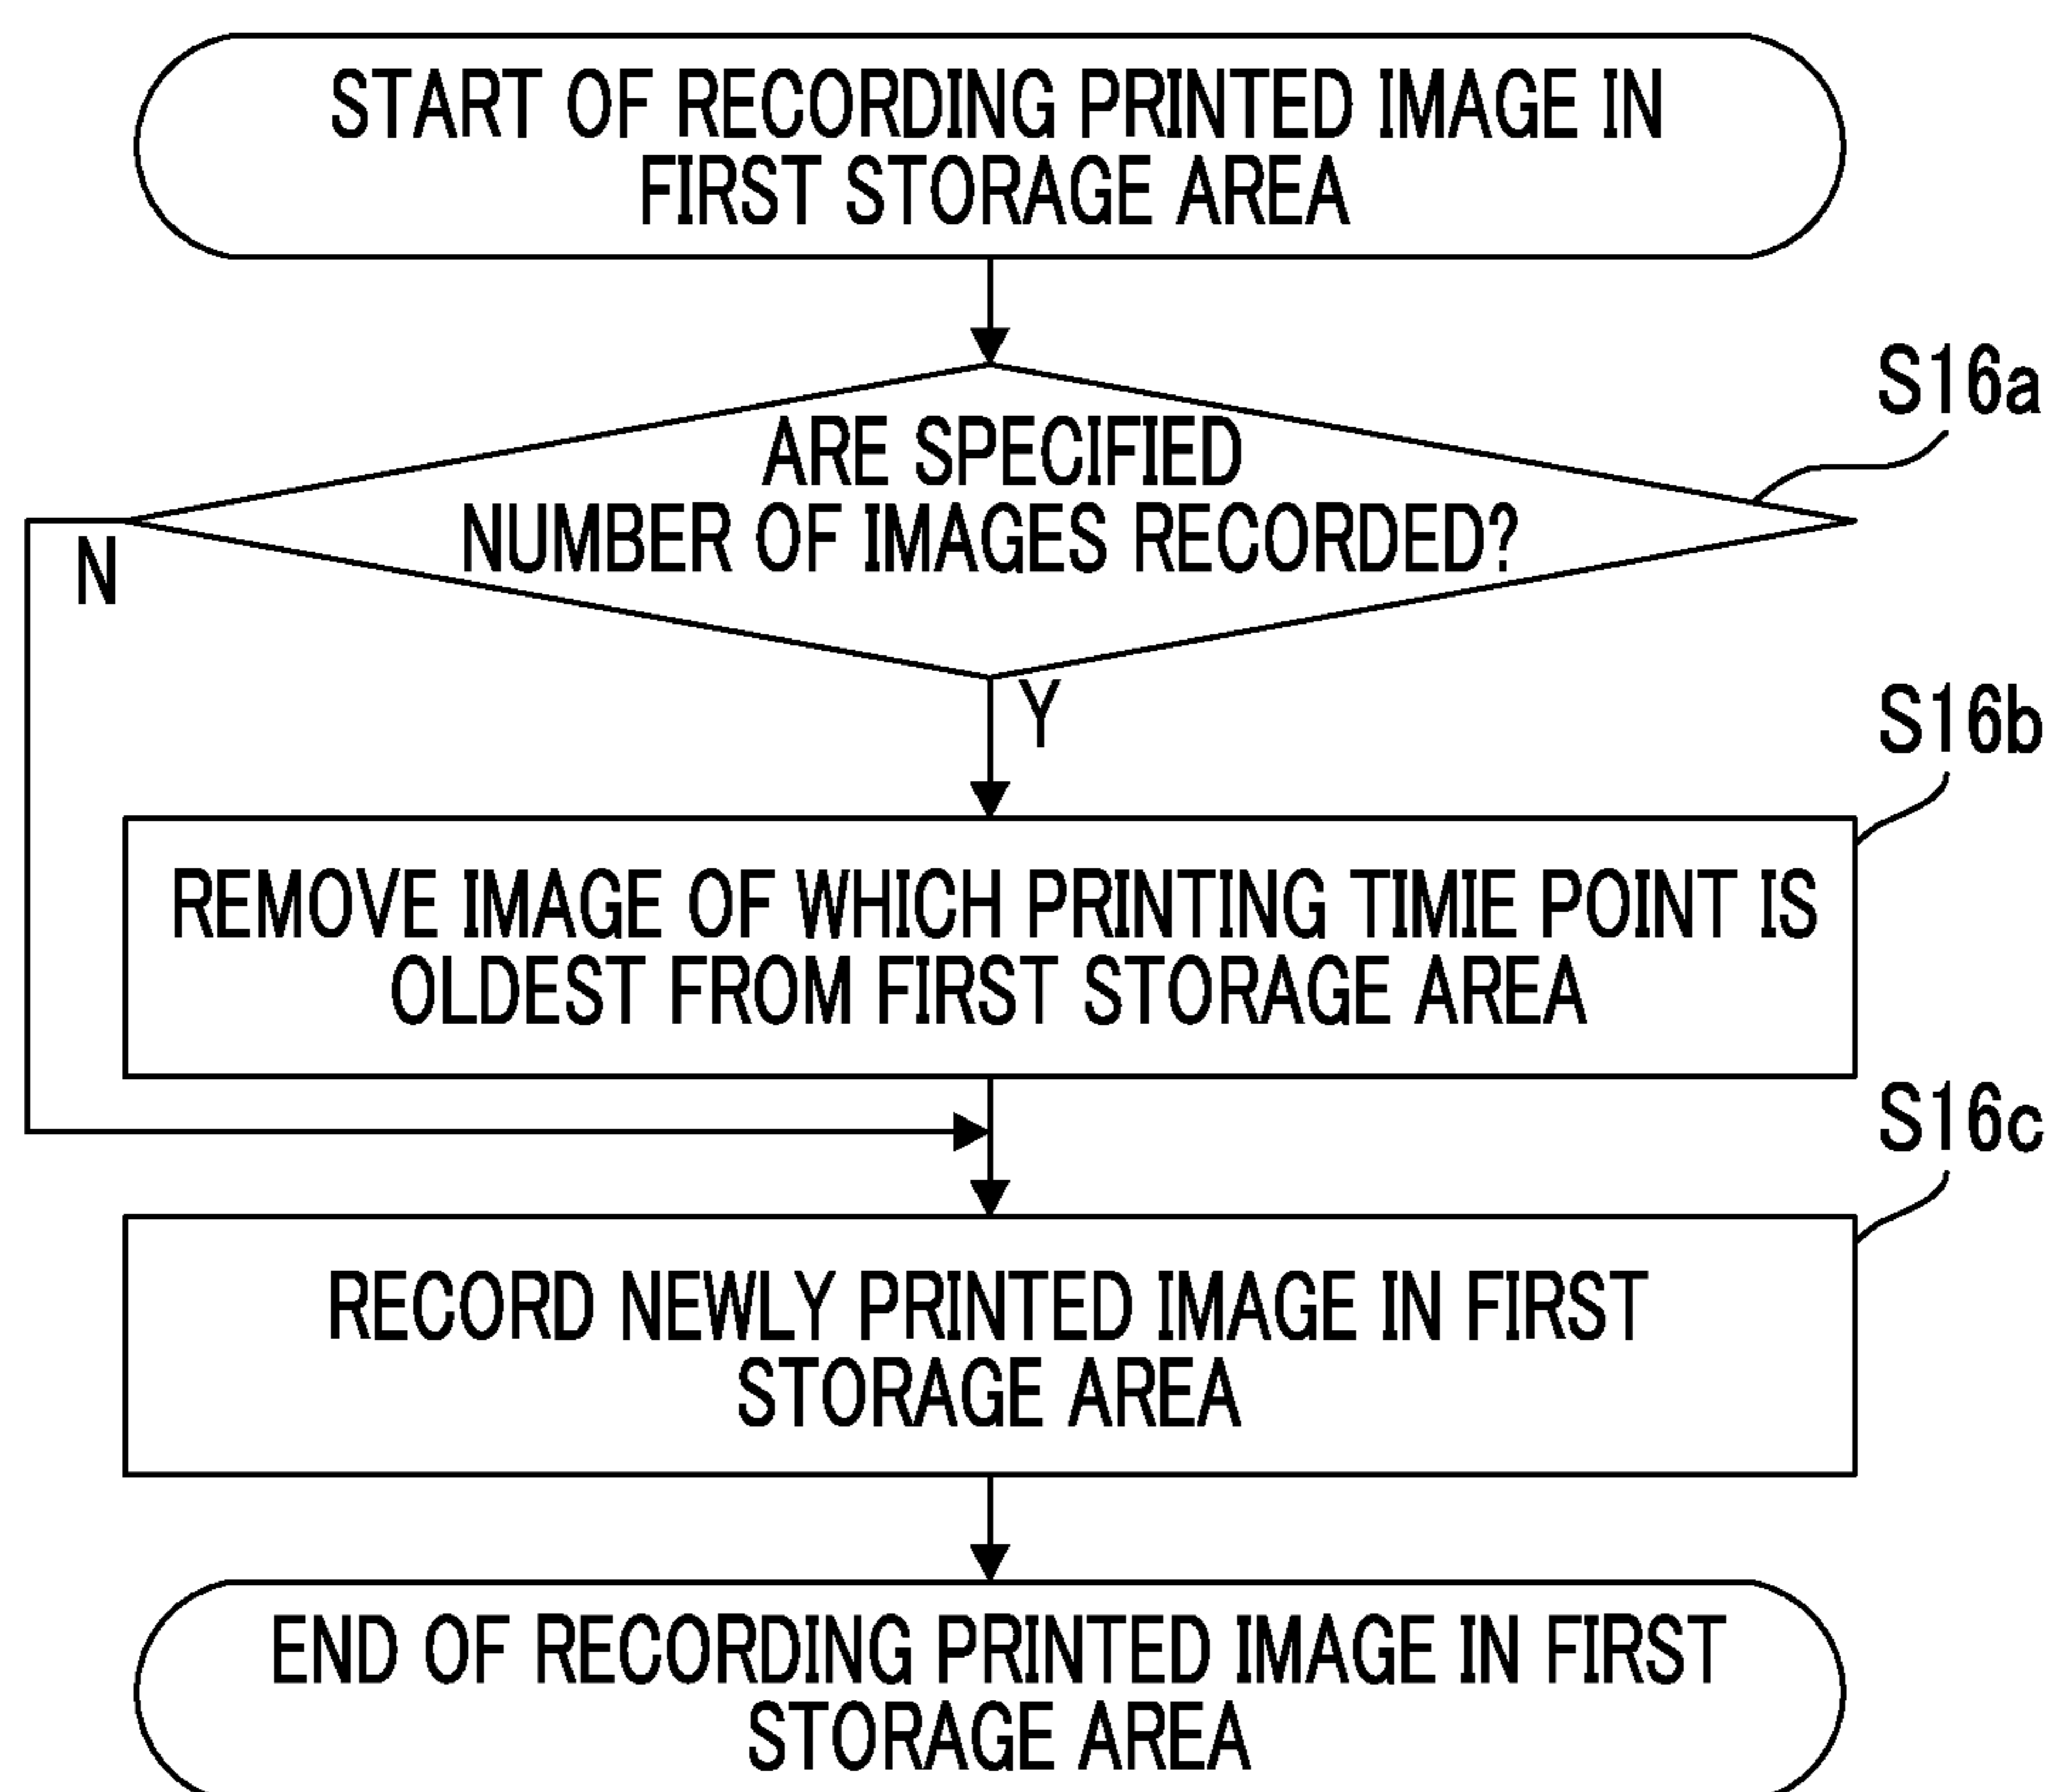 START OF RECORDING PRINTED IMAGE IN
FIRST STORAGE AREA
S16a
ARE SPECIFIED
NUMBER OF IMAGES RECORDED?
N
Y
S16b
REMOVE IMAGE OF WHICH PRINTING TIMIE POINT IS
OLDEST FROM FIRST STORAGE AREA
S16c
RECORD NEWLY PRINTED IMAGE IN FIRST
STORAGE AREA
END OF RECORDING PRINTED IMAGE IN FIRST
STORAGE AREA